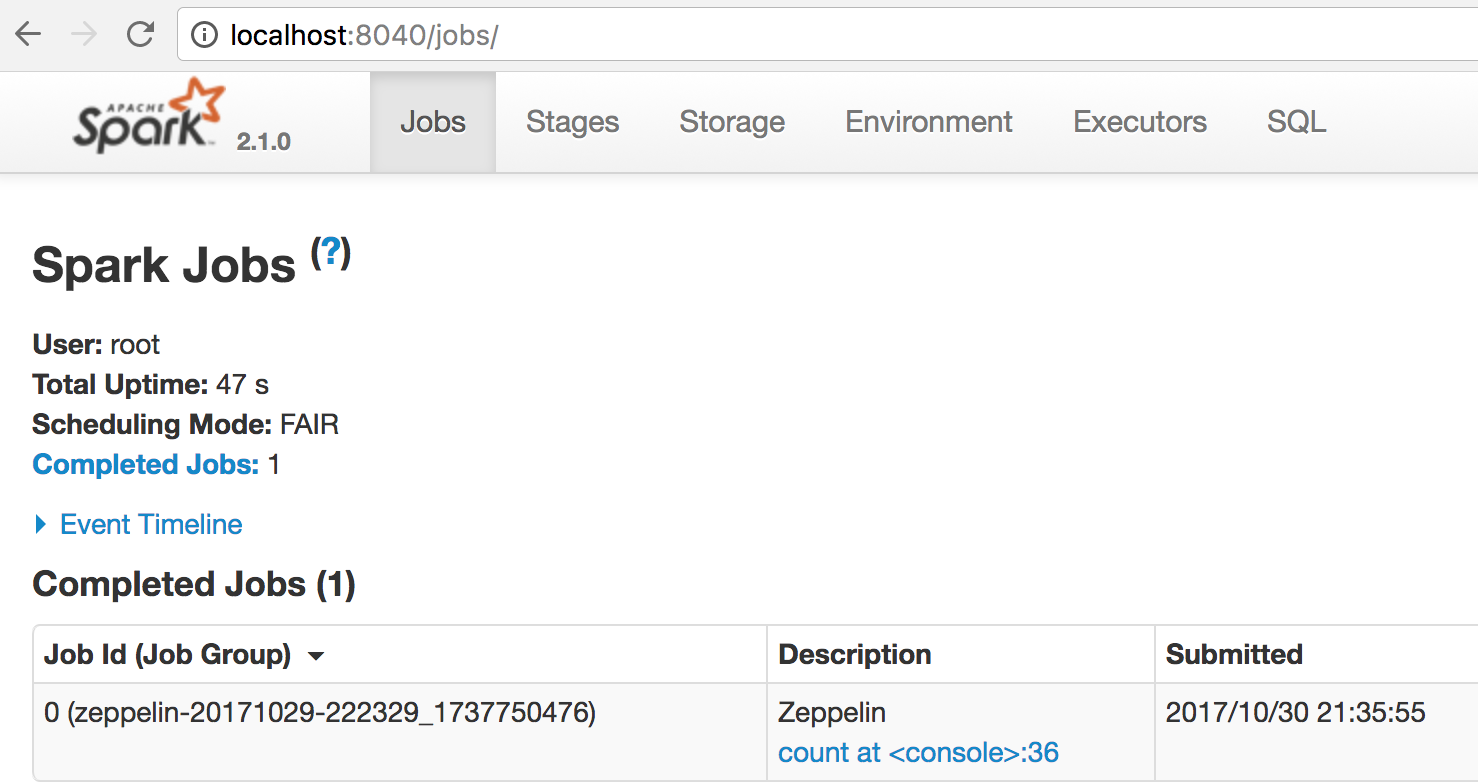 localhost:8040/jobs/
APACHE
Spark™ 2.1.0 Jobs Stages Storage Environment Executors SQL
Spark Jobs (?)
User: root
Total Uptime: 47 s
Scheduling Mode: FAIR
Completed Jobs: 1
Event Timeline
Completed Jobs (1)
Job Id (Job Group) Description Submitted
0 (zeppelin-20171029-222329_1737750476) Zeppelin 2017/10/30 21:35:55
count at <console>:36